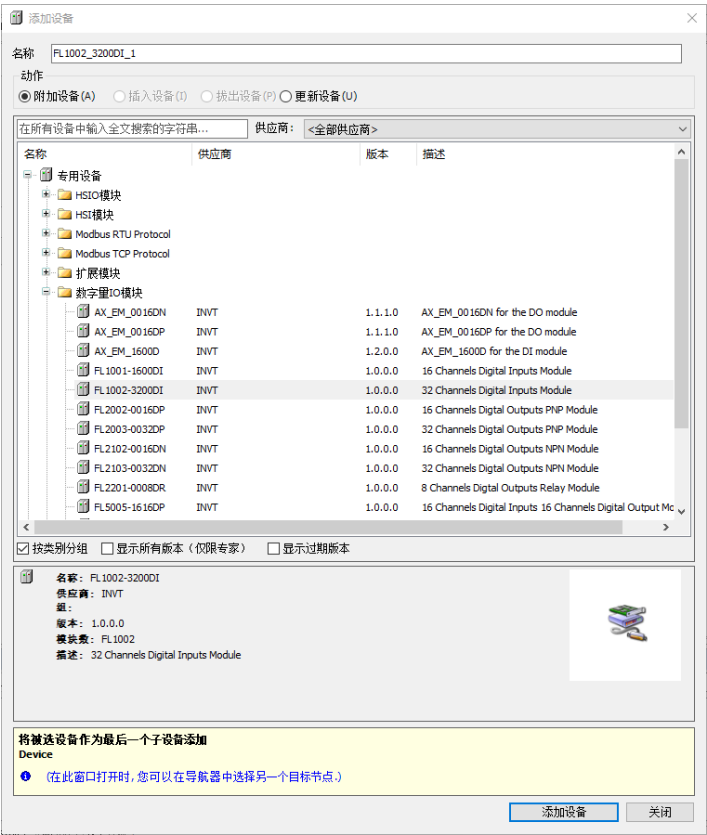 添加设备
名称 FL1002_3200DI_1
动作
附加设备(A) 插入设备(I) 拔出设备(P) 更新设备(U)
在所有设备中输入全文搜索的字符串... 供应商: <全部供应商>
名称 供应商 版本 描述
专用设备
HSIO模块
HSI模块
Modbus RTU Protocol
Modbus TCP Protocol
扩展模块
数字量IO模块
AX_EM_0016DN INVT 1.1.1.0 AX_EM_0016DN for the DO module
AX_EM_0016DP INVT 1.1.1.0 AX_EM_0016DP for the DO module
AX_EM_1600D INVT 1.2.0.0 AX_EM_1600D for the DI module
FL1001-1600DI INVT 1.0.0.0 16 Channels Digital Inputs Module
FL1002-3200DI INVT 1.0.0.0 32 Channels Digital Inputs Module
FL2002-0016DP INVT 1.0.0.0 16 Channels Digtal Outputs PNP Module
FL2003-0032DP INVT 1.0.0.0 32 Channels Digtal Outputs PNP Module
FL2102-0016DN INVT 1.0.0.0 16 Channels Digtal Outputs NPN Module
FL2103-0032DN INVT 1.0.0.0 32 Channels Digtal Outputs NPN Module
FL2201-0008DR INVT 1.0.0.0 8 Channels Digtal Outputs Relay Module
FL5005-1616DP INVT 1.0.0.0 16 Channels Digital Inputs 16 Channels Digital Output Mc
按类别分组 显示所有版本(仅限专家) 显示过期版本
名称: FL1002-3200DI
供应商: INVT
组:
版本: 1.0.0.0
模块数: FL1002
描述: 32 Channels Digital Inputs Module
将被选设备作为最后一个子设备添加
Device
(在此窗口打开时,您可以在导航器中选择另一个目标节点.)
添加设备 关闭